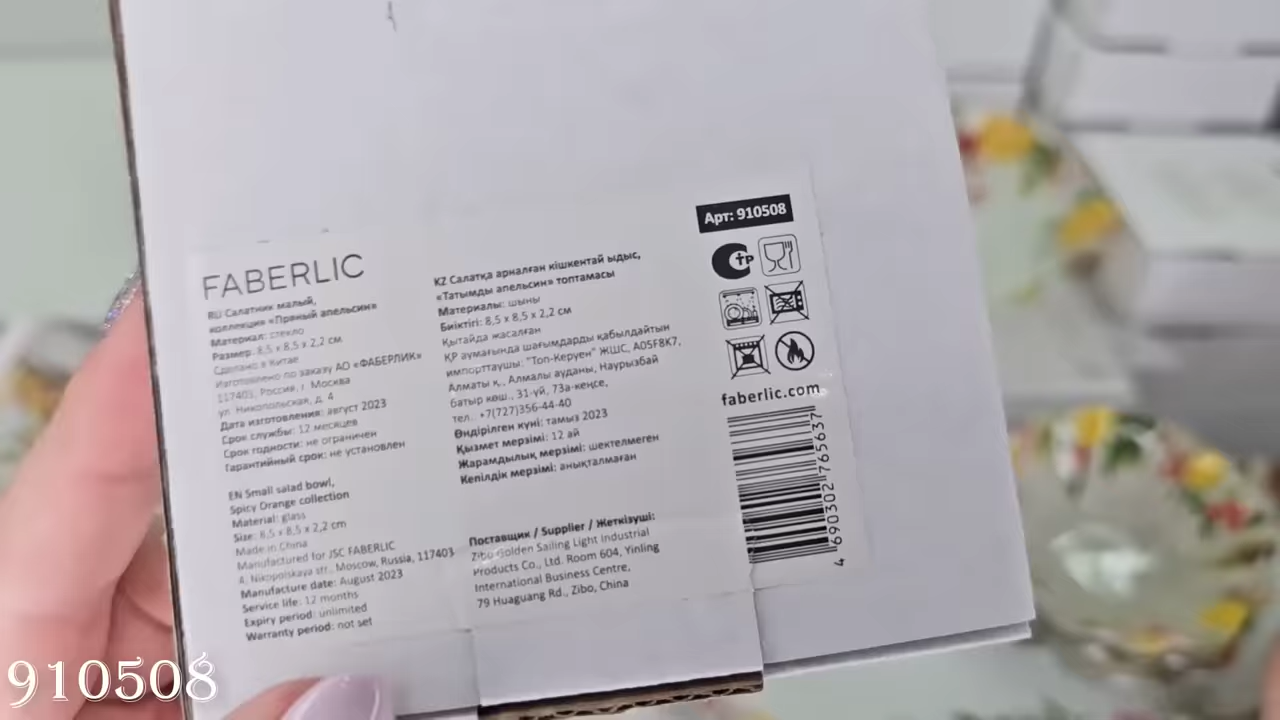 FABERLIC
RU Салатник малый,
коллекция «Пряный апельсин»
Материал: стекло
Размер: 8,5 x 8,5 x 2,2 см
Сделано в Китае
Изготовлено по заказу АО «ФАБЕРЛИК»
117403, Россия, г. Москва
ул. Никопольская, д. 4
Дата изготовления: август 2023
Срок службы: 12 месяцев
Срок годности: не ограничен
Гарантийный срок: не установлен
EN Small salad bowl,
Spicy Orange collection
Material: glass
Size: 8,5 x 8,5 x 2,2 cm
Made in China
Manufactured for JSC FABERLIC
4, Nikopolskaya str., Moscow, Russia, 117403
Manufacture date: August 2023
Service life: 12 months
Expiry period: unlimited
Warranty period: not set
KZ Салатқа арналған кішкентай ыдыс,
«Татымды апельсин» топтамасы
Материалы: шыны
Биіктігі: 8,5 x 8,5 x 2,2 см
Қытайда жасалған
ҚР аумағында шағымдарды қабылдайтын
импорттаушы: "Топ-Керуен" ЖШС, A05F8K7,
Алматы қ., Алмалы ауданы, Наурызбай
батыр көш., 31-үй, 73а-кеңсе,
тел. +7(727)356-44-40
Өндірілген күні: тамыз 2023
Қызмет мерзімі: 12 ай
Жарамдылық мерзімі: шектелмеген
Кепілдік мерзімі: анықталмаған
Поставщик / Supplier / Жеткізуші:
Zibo Golden Sailing Light Industrial
Products Co., Ltd. Room 604, Yinling
International Business Centre,
79 Huaguang Rd., Zibo, China
Арт: 910508
СТР
faberlic.com
4 690302 765637
910508